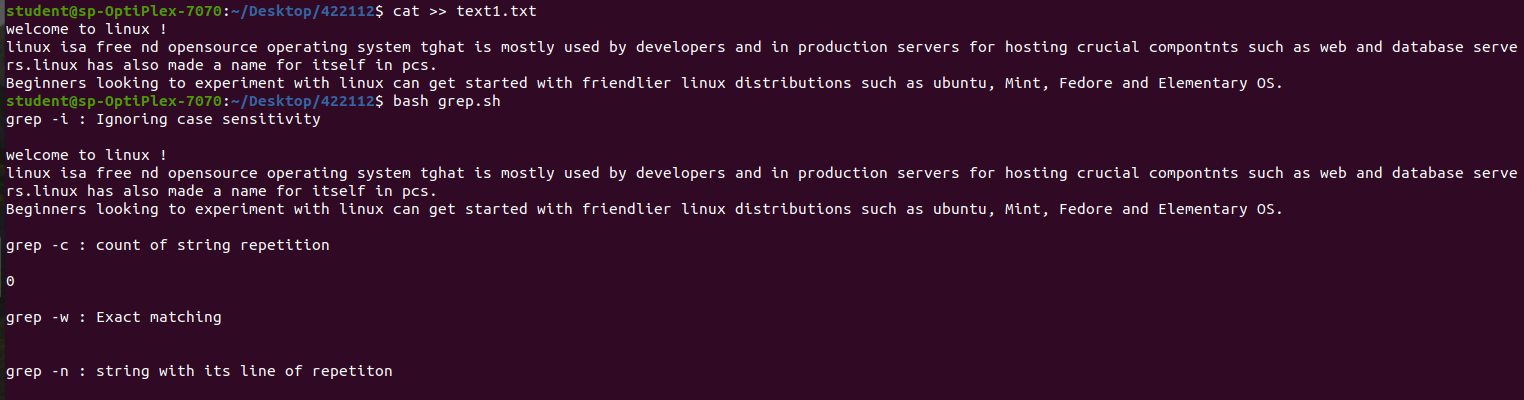 student@sp-OptiPlex-7070:~/Desktop/422112$ cat >> text1.txt
welcome to linux !
linux isa free nd opensource operating system tghat is mostly used by developers and in production servers for hosting crucial compontnts such as web and database serve
rs.linux has also made a name for itself in pcs.
Beginners looking to experiment with linux can get started with friendlier linux distributions such as ubuntu, Mint, Fedore and Elementary OS.
student@sp-OptiPlex-7070:~/Desktop/422112$ bash grep.sh
grep -i : Ignoring case sensitivity
welcome to linux !
linux isa free nd opensource operating system tghat is mostly used by developers and in production servers for hosting crucial compontnts such as web and database serve
rs.linux has also made a name for itself in pcs.
Beginners looking to experiment with linux can get started with friendlier linux distributions such as ubuntu, Mint, Fedore and Elementary OS.
grep -c : count of string repetition
0
grep -w : Exact matching
grep -n : string with its line of repetiton